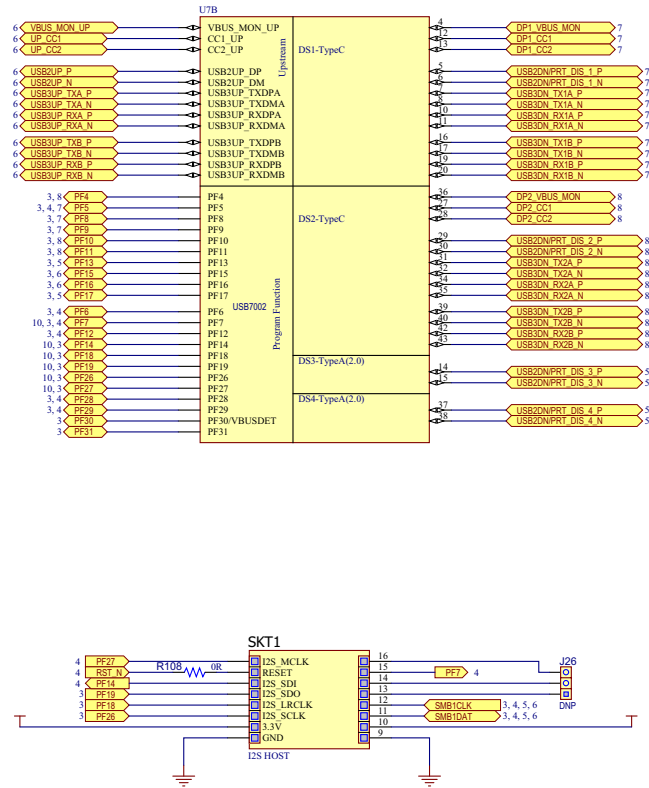 U7B
6 VBUS_MON_UP VBUS_MON_UP 4 DP1_VBUS_MON 7
6 UP_CC1 CC1_UP DS1-TypeC 12 DP1_CC1 7
6 UP_CC2 CC2_UP 13 DP1_CC2 7
Upstream
6 USB2UP_P USB2UP_DP 5 USB2DN/PRT_DIS_1_P 7
6 USB2UP_N USB2UP_DM 6 USB2DN/PRT_DIS_1_N 7
6 USB3UP_TXA_P USB3UP_TXDPA 7 USB3DN_TX1A_P 7
6 USB3UP_TXA_N USB3UP_TXDMA 8 USB3DN_TX1A_N 7
6 USB3UP_RXA_P USB3UP_RXDPA 10 USB3DN_RX1A_P 7
6 USB3UP_RXA_N USB3UP_RXDMA 11 USB3DN_RX1A_N 7
6 USB3UP_TXB_P USB3UP_TXDPB 16 USB3DN_TX1B_P 7
6 USB3UP_TXB_N USB3UP_TXDMB 17 USB3DN_TX1B_N 7
6 USB3UP_RXB_P USB3UP_RXDPB 19 USB3DN_RX1B_P 7
6 USB3UP_RXB_N USB3UP_RXDMB 20 USB3DN_RX1B_N 7
3, 8 PF4 PF4 36 DP2_VBUS_MON 8
3, 4, 7 PF5 PF5 27 DP2_CC1 8
3, 7 PF8 PF8 DS2-TypeC 28 DP2_CC2 8
3, 7 PF9 PF9
3, 8 PF10 PF10 29 USB2DN/PRT_DIS_2_P 8
3, 8 PF11 PF11 30 USB2DN/PRT_DIS_2_N 8
3, 5 PF13 PF13 31 USB3DN_TX2A_P 8
3, 6 PF15 PF15 32 USB3DN_TX2A_N 8
3, 6 PF16 PF16 34 USB3DN_RX2A_P 8
3, 5 PF17 PF17 35 USB3DN_RX2A_N 8
USB7002
Program Function
3, 4 PF6 PF6 39 USB3DN_TX2B_P 8
10, 3, 4 PF7 PF7 40 USB3DN_TX2B_N 8
3, 4 PF12 PF12 42 USB3DN_RX2B_P 8
10, 3 PF14 PF14 43 USB3DN_RX2B_N 8
10, 3 PF18 PF18 DS3-TypeA(2.0)
10, 3 PF19 PF19 14 USB2DN/PRT_DIS_3_P 5
10, 3 PF26 PF26 15 USB2DN/PRT_DIS_3_N 5
10, 3 PF27 PF27
3, 4 PF28 PF28 DS4-TypeA(2.0)
3, 4 PF29 PF29 37 USB2DN/PRT_DIS_4_P 5
3 PF30 PF30/VBUSDET 38 USB2DN/PRT_DIS_4_N 5
3 PF31 PF31
SKT1
4 PF27 I2S_MCLK 16 J26
4 RST_N R108 0R RESET 15 PF7 4
4 PF14 I2S_SDI 14
3 PF19 I2S_SDO 13 DNP
3 PF18 I2S_LRCLK 12 SMB1CLK 3, 4, 5, 6
3 PF26 I2S_SCLK 11 SMB1DAT 3, 4, 5, 6
3.3V 10
GND 9
I2S HOST